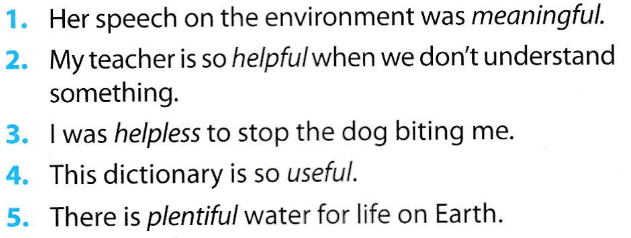 1. Her speech on the environment was meaningful.
2. My teacher is so helpful when we don't understand
something.
3. I was helpless to stop the dog biting me.
4. This dictionary is so useful.
5. There is plentiful water for life on Earth.